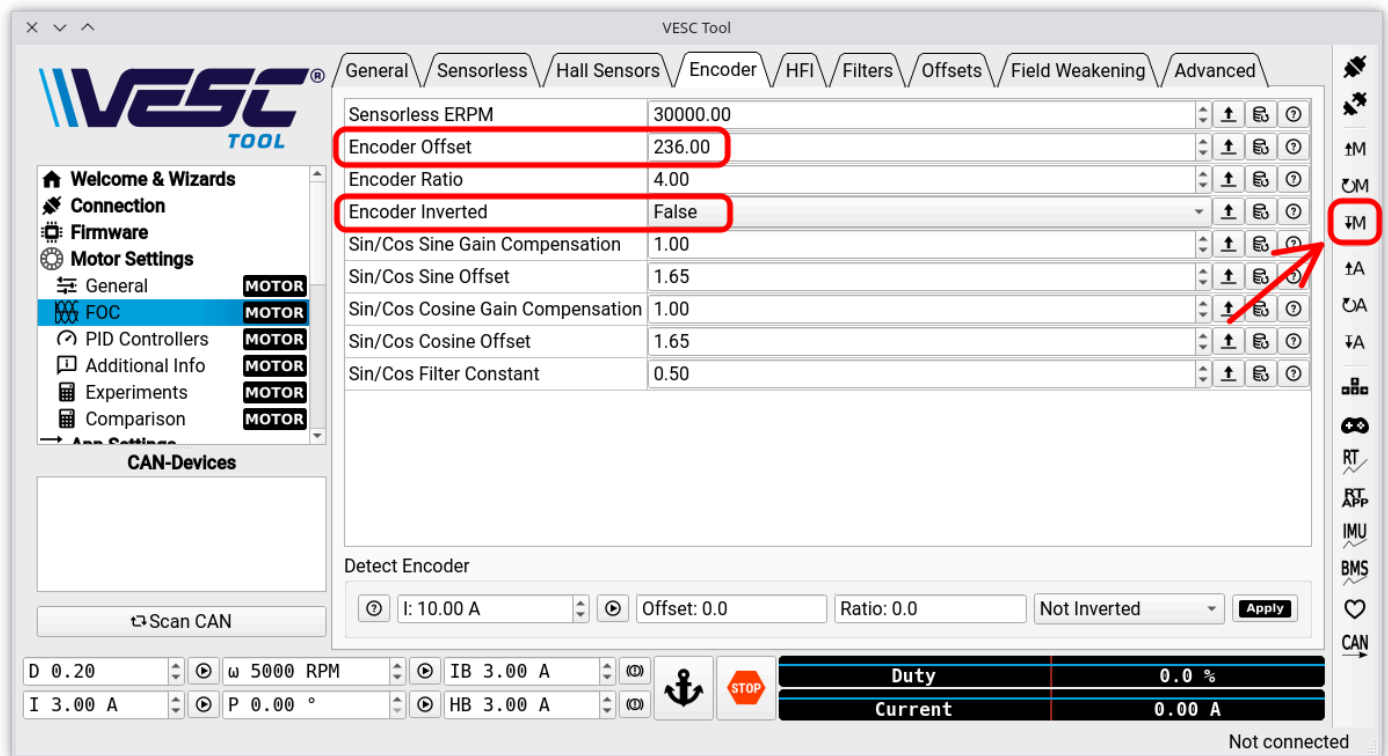 VESC Tool
VESC®
TOOL
General Sensorless Hall Sensors Encoder HFI Filters Offsets Field Weakening Advanced
Sensorless ERPM 30000.00
Encoder Offset 236.00
Encoder Ratio 4.00
Encoder Inverted False
Sin/Cos Sine Gain Compensation 1.00
Sin/Cos Sine Offset 1.65
Sin/Cos Cosine Gain Compensation 1.00
Sin/Cos Cosine Offset 1.65
Sin/Cos Filter Constant 0.50
Welcome & Wizards
Connection
Firmware
Motor Settings
General MOTOR
FOC MOTOR
PID Controllers MOTOR
Additional Info MOTOR
Experiments MOTOR
Comparison MOTOR
App Settings
CAN-Devices
Scan CAN
Detect Encoder
I: 10.00 A Offset: 0.0 Ratio: 0.0 Not Inverted Apply
D 0.20 ω 5000 RPM IB 3.00 A
I 3.00 A P 0.00 ° HB 3.00 A
STOP
Duty 0.0 %
Current 0.00 A
M
M
M
A
A
A
RT
RT
APP
IMU
BMS
CAN
Not connected